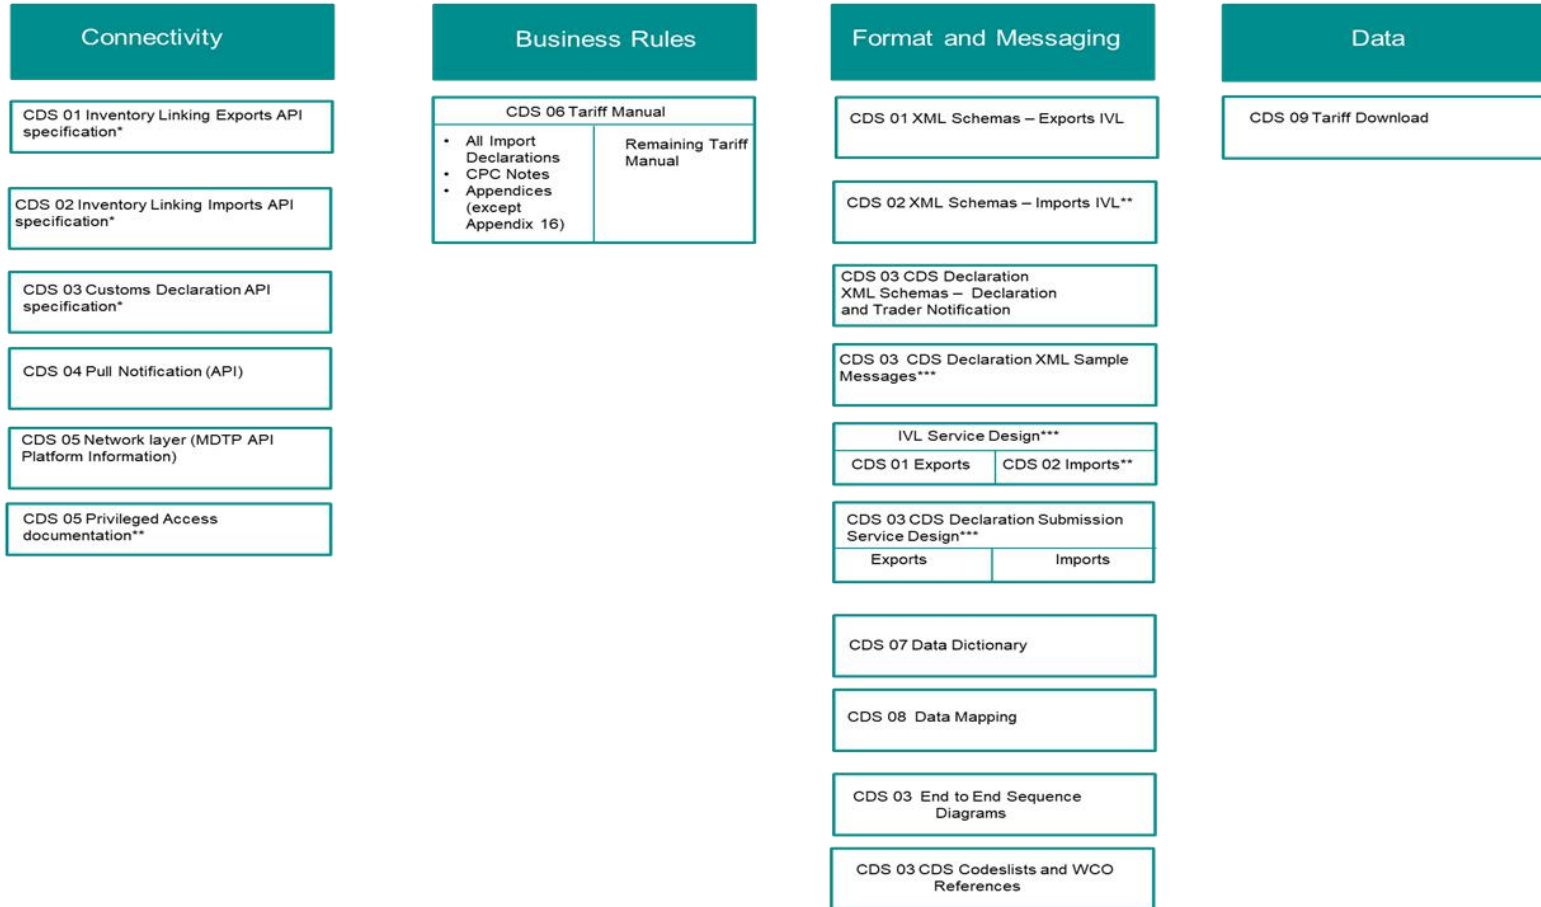 Connectivity
CDS 01 Inventory Linking Exports API
specification*
CDS 02 Inventory Linking Imports API
specification*
CDS 03 Customs Declaration API
specification*
CDS 04 Pull Notification (API)
CDS 05 Network layer (MDTP API
Platform Information)
CDS 05 Privileged Access
documentation**
Business Rules
CDS 06 Tariff Manual
• All Import
Declarations
• CPC Notes
• Appendices
(except
Appendix 16)
Remaining Tariff
Manual
Format and Messaging
CDS 01 XML Schemas – Exports IVL
CDS 02 XML Schemas – Imports IVL**
CDS 03 CDS Declaration
XML Schemas – Declaration
and Trader Notification
CDS 03 CDS Declaration XML Sample
Messages***
IVL Service Design***
CDS 01 Exports
CDS 02 Imports**
CDS 03 CDS Declaration Submission
Service Design***
Exports
Imports
CDS 07 Data Dictionary
CDS 08 Data Mapping
CDS 03 End to End Sequence
Diagrams
CDS 03 CDS Codeslists and WCO
References
Data
CDS 09 Tariff Download